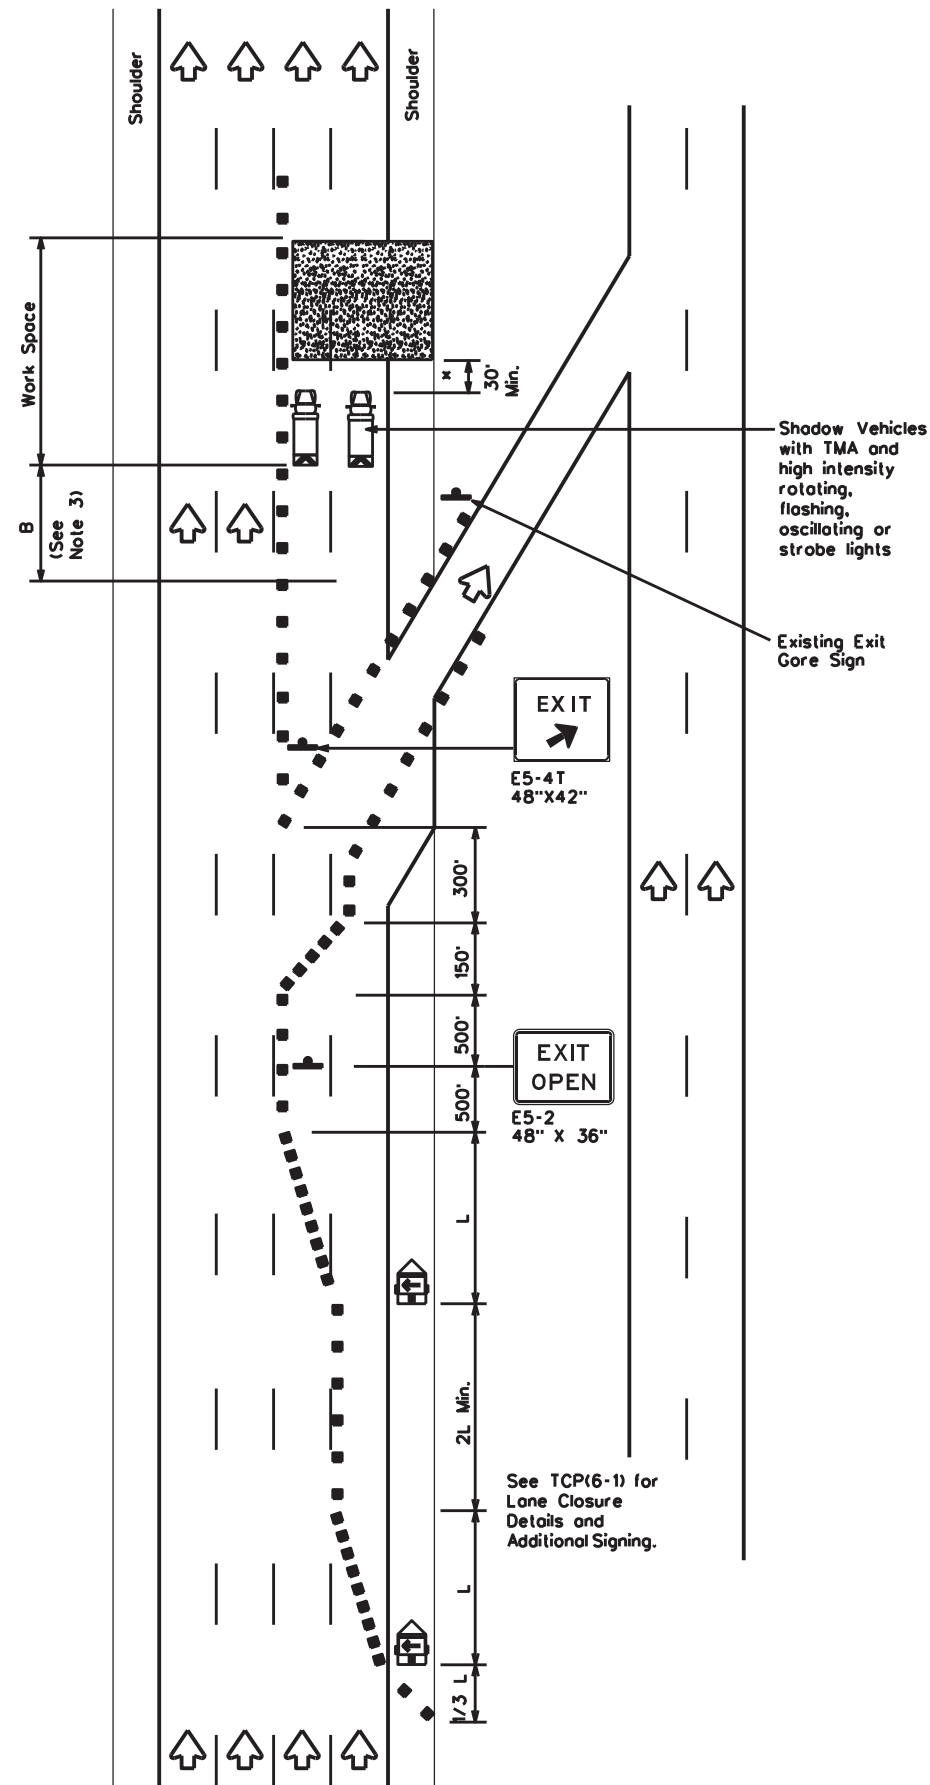 Shoulder
Shoulder
Work Space
B
(See
Note 3)
x
30'
Min.
Shadow Vehicles
with TMA and
high intensity
rotating,
flashing,
oscillating or
strobe lights
Existing Exit
Gore Sign
EXIT
E5-4T
48"X42"
300'
150'
500'
EXIT
OPEN
500'
E5-2
48" X 36"
L
2L Min.
See TCP(6-1) for
Lane Closure
Details and
Additional Signing.
L
1/3 L